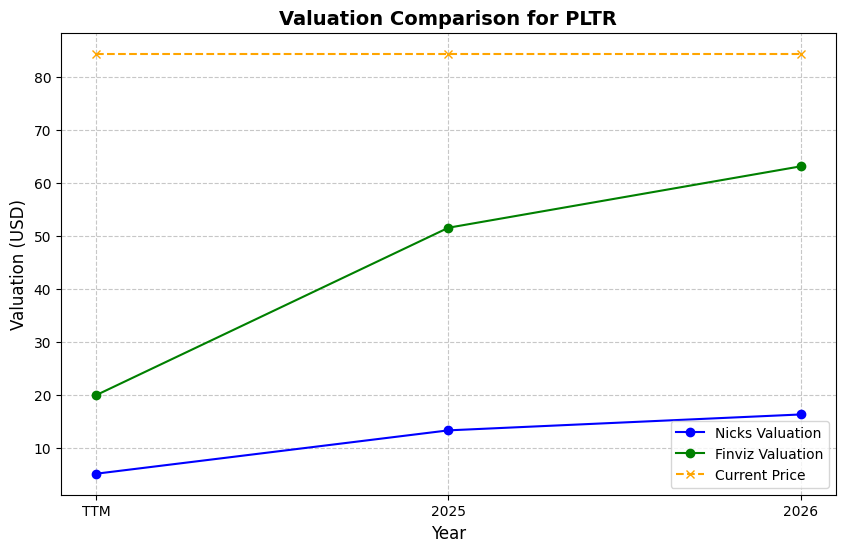 Valuation Comparison for PLTR
Valuation (USD)
80
70
60
50
40
30
20
10
TTM
2025
2026
Year
Nicks Valuation
Finviz Valuation
Current Price